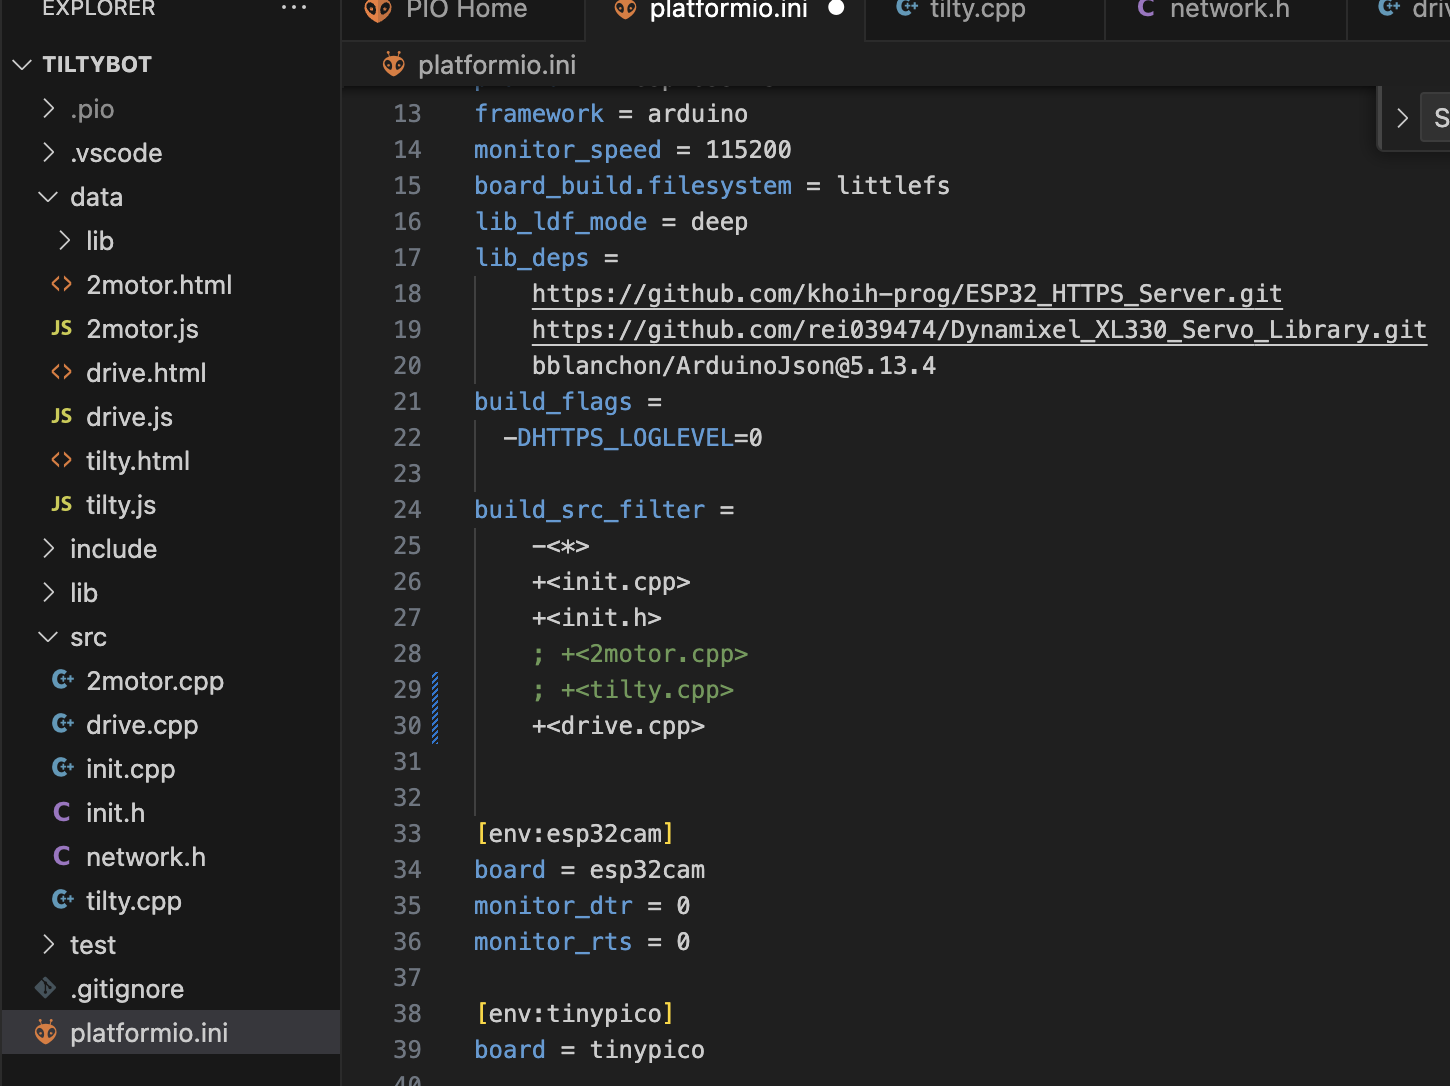 EXPLORER
···
TILTYBOT
.pio
.vscode
data
lib
<> 2motor.html
JS 2motor.js
<> drive.html
JS drive.js
<> tilty.html
JS tilty.js
include
lib
src
C++ 2motor.cpp
C++ drive.cpp
C++ init.cpp
C init.h
C network.h
C++ tilty.cpp
test
.gitignore
platformio.ini
PIO Home
platformio.ini
C++ tilty.cpp
C network.h
platformio.ini
13 framework = arduino
14 monitor_speed = 115200
15 board_build.filesystem = littlefs
16 lib_ldf_mode = deep
17 lib_deps =
18 https://github.com/khoih-prog/ESP32_HTTPS_Server.git
19 https://github.com/rei039474/Dynamixel_XL330_Servo_Library.git
20 bblanchon/ArduinoJson@5.13.4
21 build_flags =
22 -DHTTPS_LOGLEVEL=0
23
24 build_src_filter =
25 -<*>
26 +<init.cpp>
27 +<init.h>
28 ; +<2motor.cpp>
29 ; +<tilty.cpp>
30 +<drive.cpp>
31
32
33 [env:esp32cam]
34 board = esp32cam
35 monitor_dtr = 0
36 monitor_rts = 0
37
38 [env:tinypico]
39 board = tinypico
40